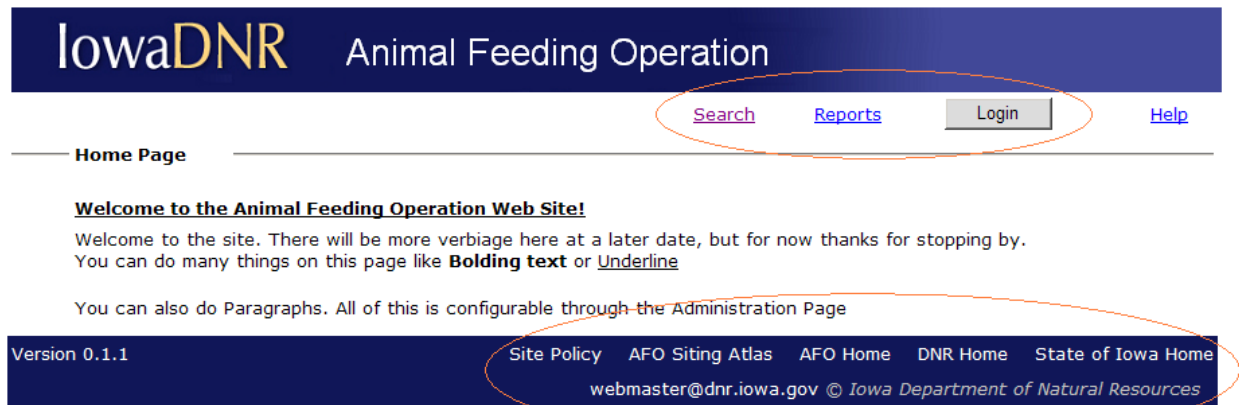 IowaDNR Animal Feeding Operation
Search Reports Login Help
Home Page
Welcome to the Animal Feeding Operation Web Site!
Welcome to the site. There will be more verbiage here at a later date, but for now thanks for stopping by.
You can do many things on this page like Bolding text or Underline
You can also do Paragraphs. All of this is configurable through the Administration Page
Version 0.1.1 Site Policy AFO Siting Atlas AFO Home DNR Home State of Iowa Home
webmaster@dnr.iowa.gov © Iowa Department of Natural Resources